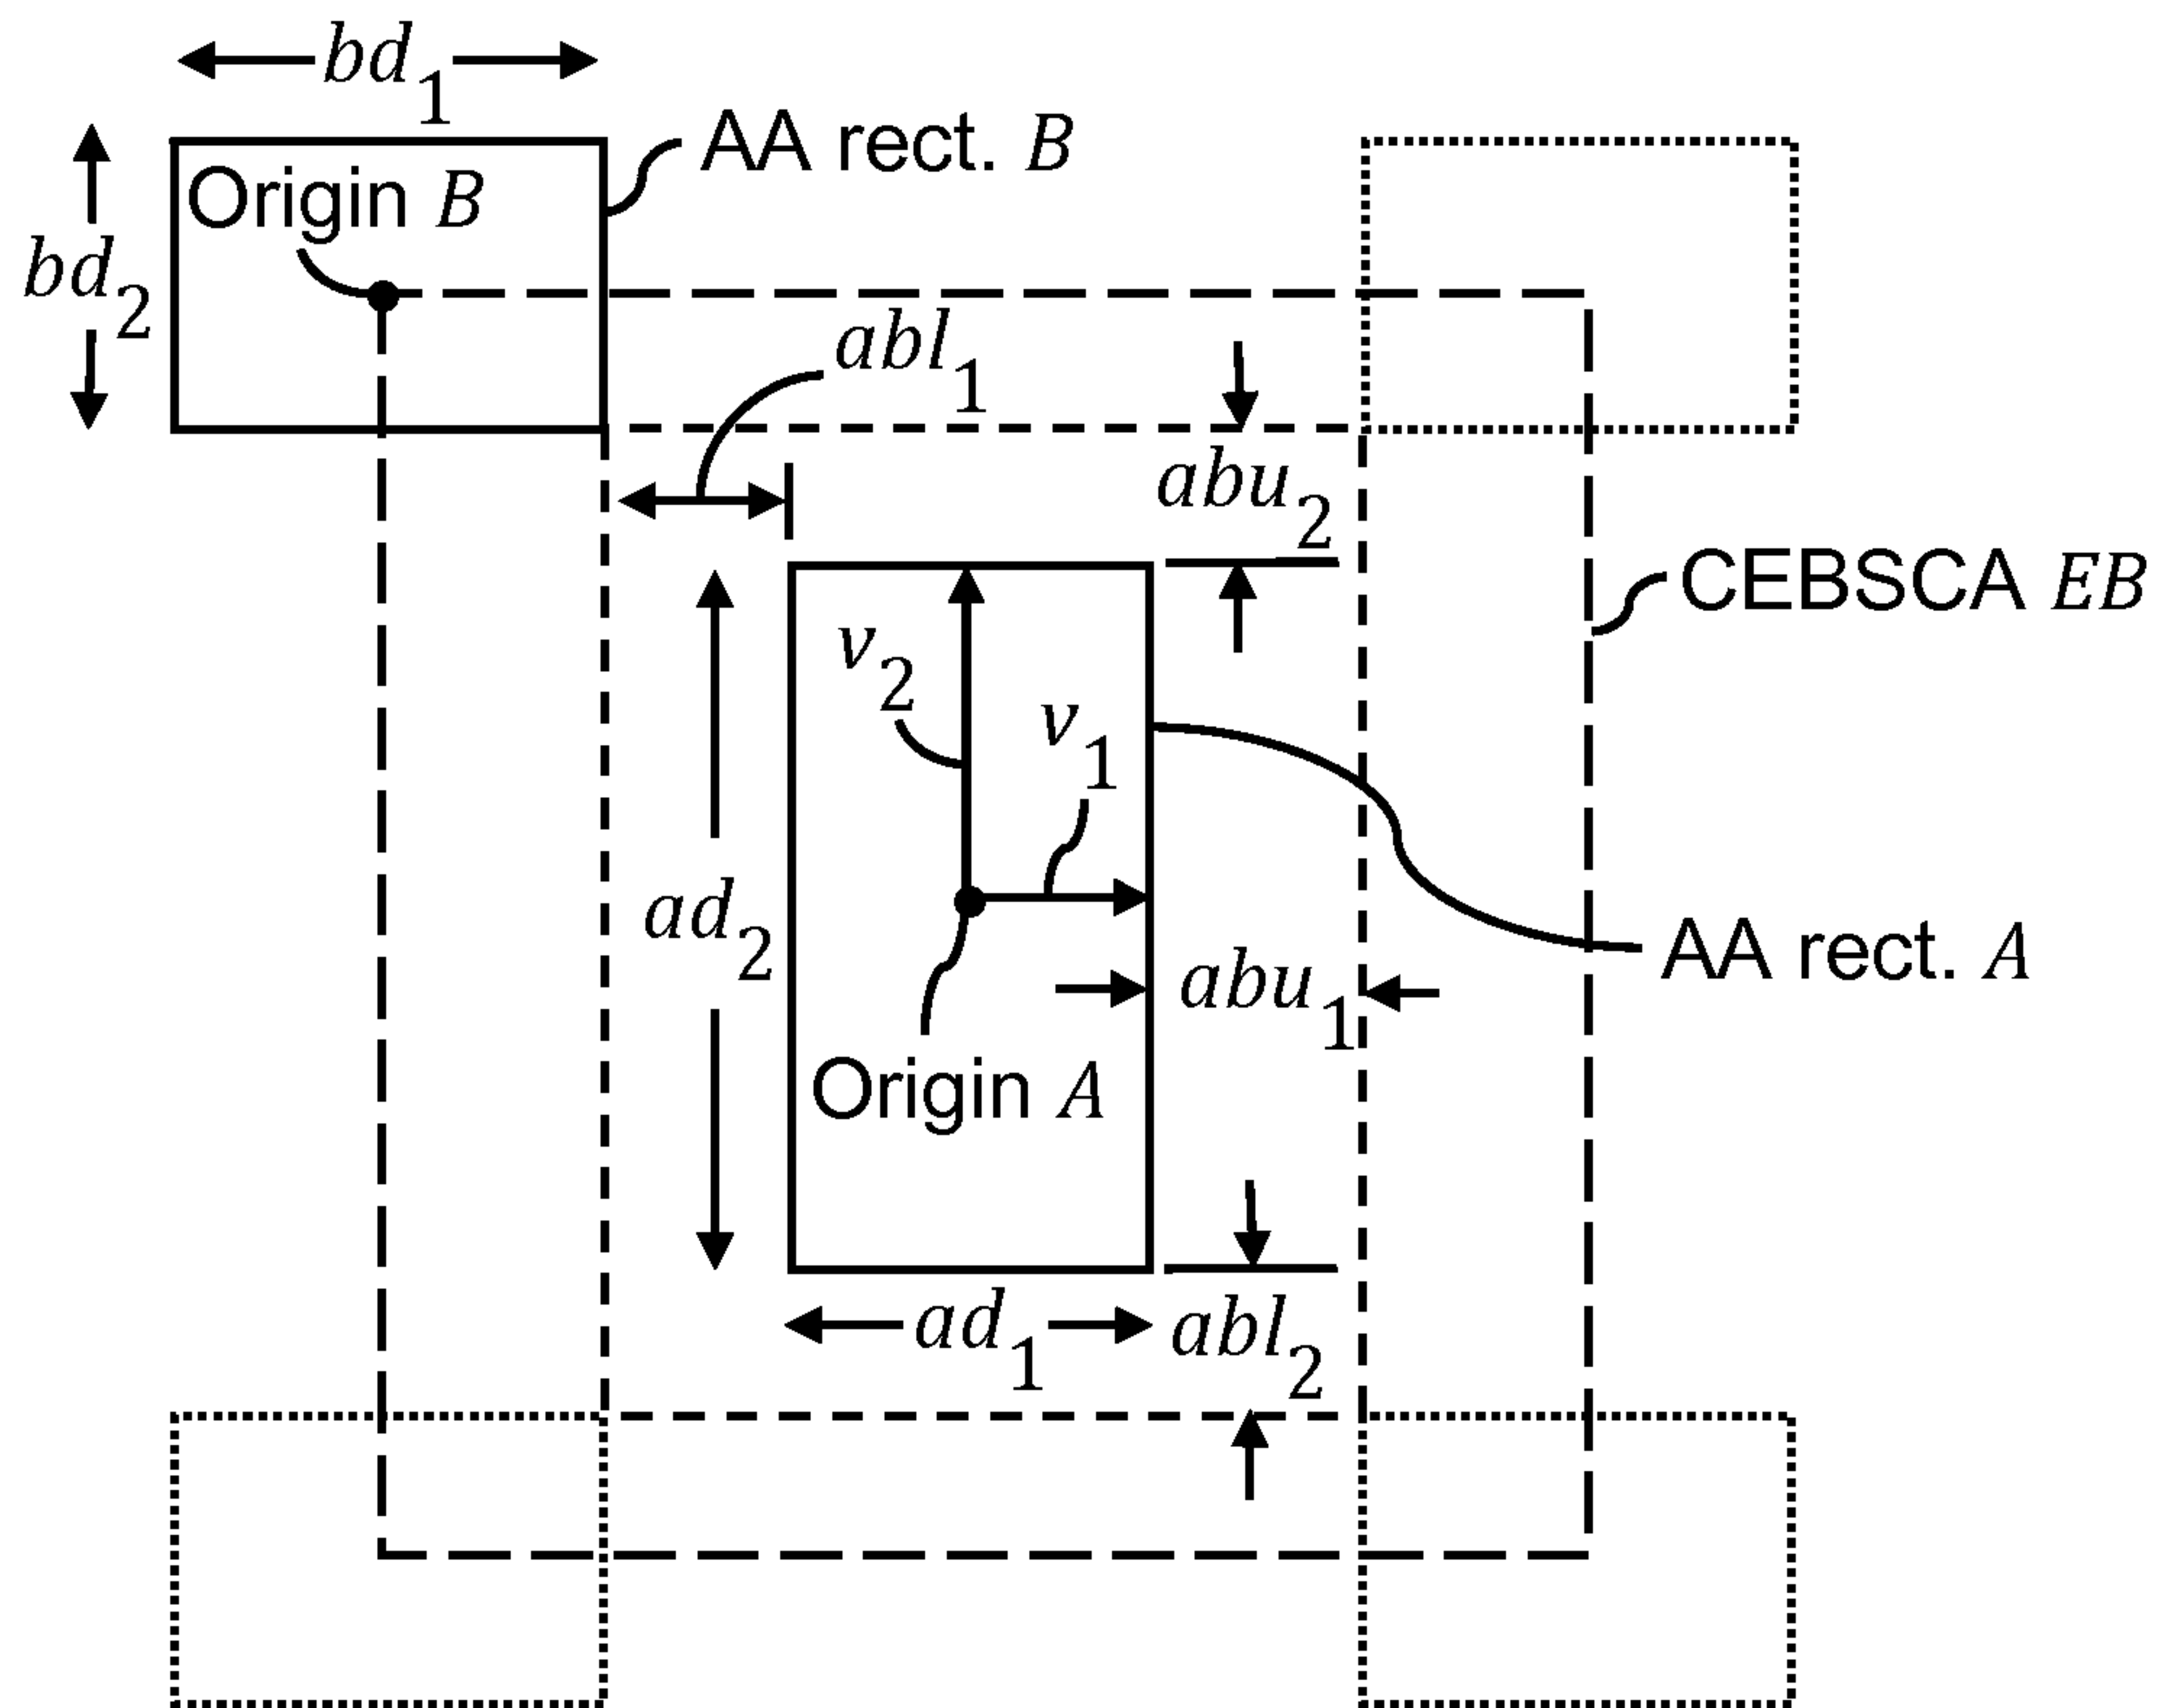 bd1
AA rect. B
Origin B
bd2
abl1
abu2
CEBSCA EB
v2
v1
ad2
AA rect. A
abu1
Origin A
ad1
abl2